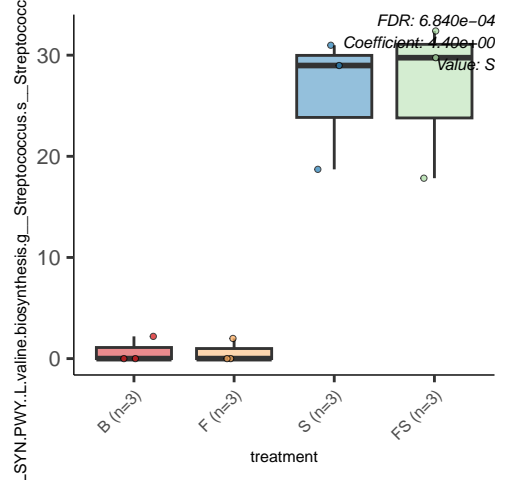 LSYN.PWY..L.valine.biosynthesis.g__Streptococcus.s__Streptococc
FDR: 6.840e−04
Coefficient: 4.40e+00
Value: S
30
20
10
0
B (n=3)
F (n=3)
S (n=3)
FS (n=3)
treatment